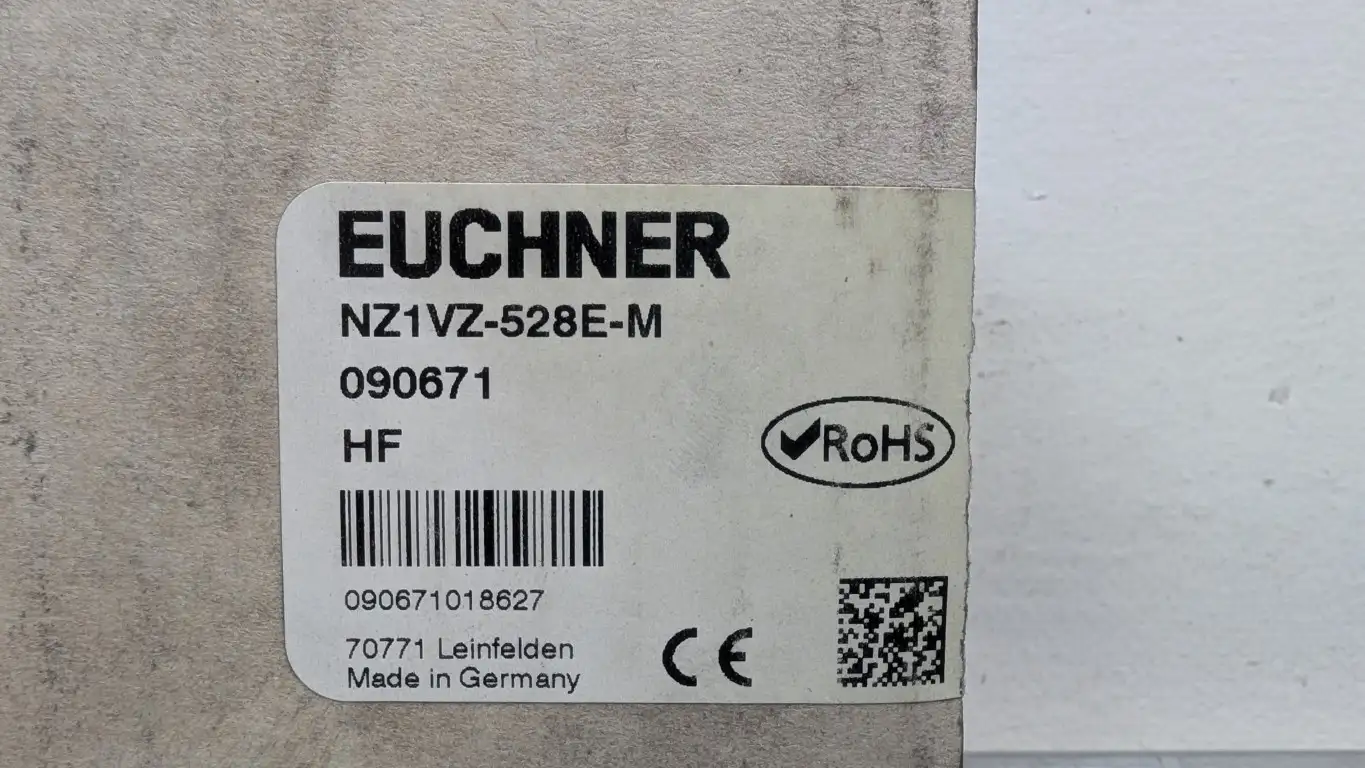 EUCHNER
NZ1VZ-528E-M
090671
HF
RoHS
090671018627
70771 Leinfelden
Made in Germany
CE